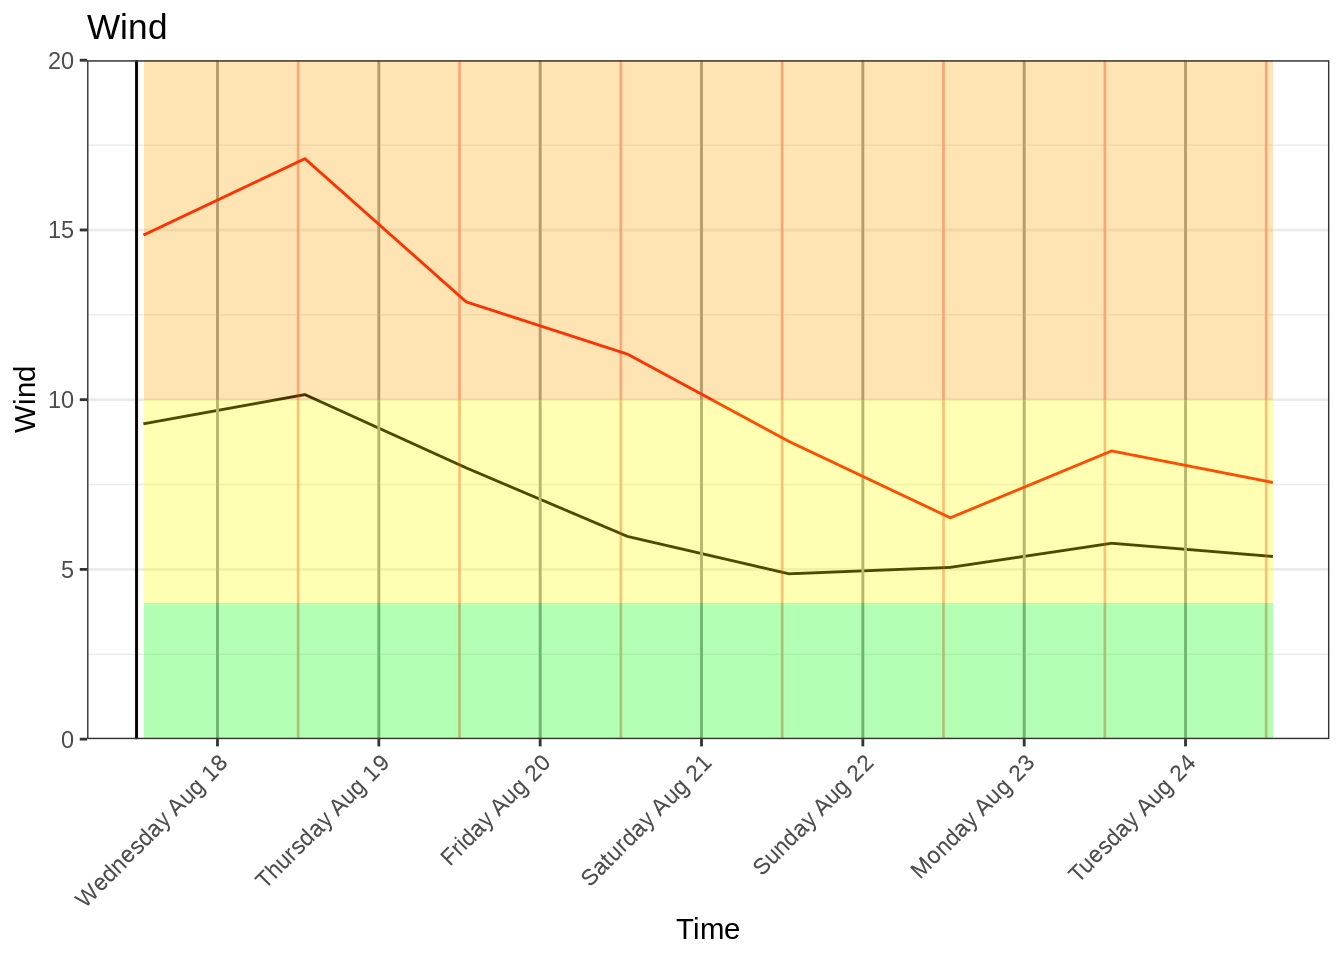 Wind
20
15
10
5
0
Wind
Wednesday Aug 18
Thursday Aug 19
Friday Aug 20
Saturday Aug 21
Sunday Aug 22
Monday Aug 23
Tuesday Aug 24
Time